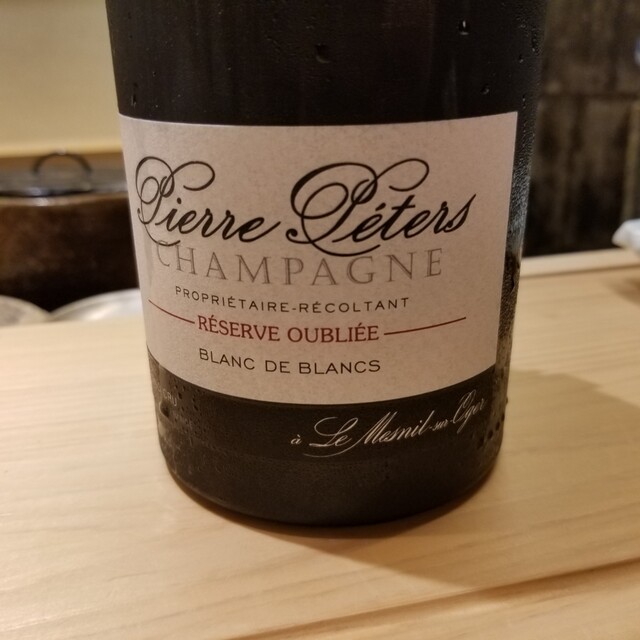 Pierre Péters
CHAMPAGNE
PROPRIÉTAIRE-RÉCOLTANT
RÉSERVE OUBLIÉE
BLANC DE BLANCS
à Le Mesnil-sur-Oger